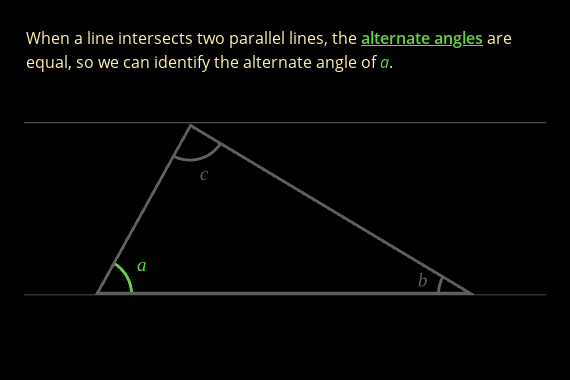 When a line intersects two parallel lines, the alternate angles are
equal, so we can identify the alternate angle of a.
c
a
b